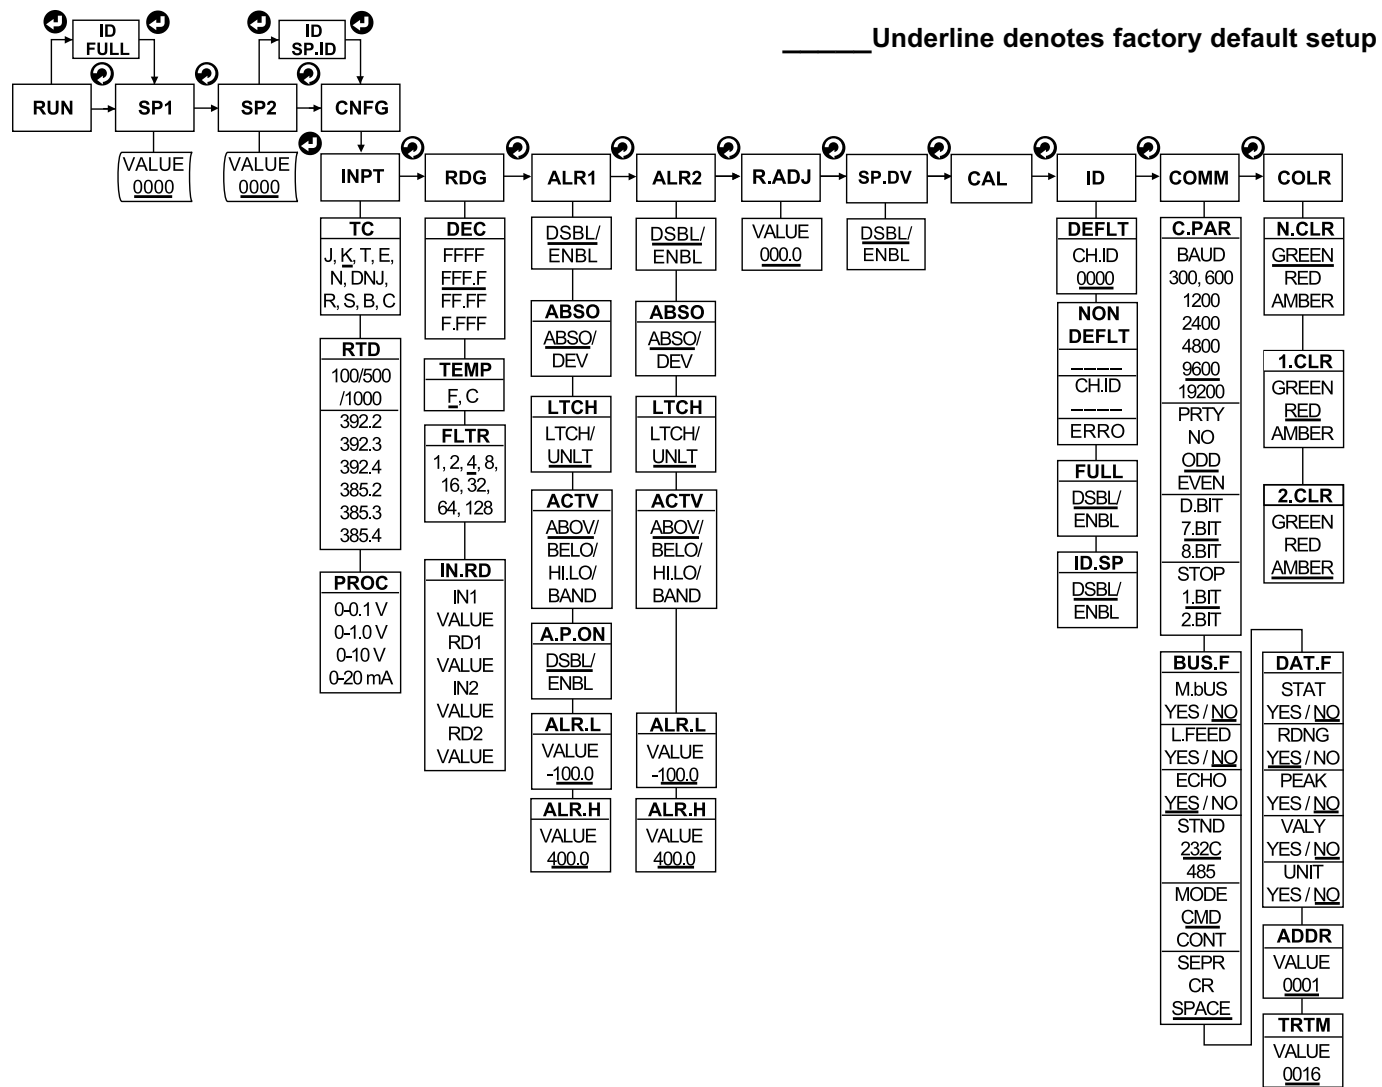 ID
FULL
ID
SP.ID
______Underline denotes factory default setup
RUN
SP1
SP2
CNFG
VALUE
0000
VALUE
0000
INPT
RDG
ALR1
ALR2
R.ADJ
SP.DV
CAL
ID
COMM
COLR
TC
J, K, T, E,
N, DNJ,
R, S, B, C
RTD
100/500
/1000
392.2
392.3
392.4
385.2
385.3
385.4
PROC
0-0.1 V
0-1.0 V
0-10 V
0-20 mA
DEC
FFFF
FFF.F
FF.FF
F.FFF
TEMP
F, C
FLTR
1, 2, 4, 8,
16, 32,
64, 128
IN.RD
IN1
VALUE
RD1
VALUE
IN2
VALUE
RD2
VALUE
DSBL/
ENBL
ABSO
ABSO/
DEV
LTCH
LTCH/
UNLT
ACTV
ABOV/
BELO/
HI.LO/
BAND
A.P.ON
DSBL/
ENBL
ALR.L
VALUE
-100.0
ALR.H
VALUE
400.0
DSBL/
ENBL
ABSO
ABSO/
DEV
LTCH
LTCH/
UNLT
ACTV
ABOV/
BELO/
HI.LO/
BAND
ALR.L
VALUE
-100.0
ALR.H
VALUE
400.0
VALUE
000.0
DSBL/
ENBL
DEFLT
CH.ID
0000
NON
DEFLT
_ _ _ _
CH.ID
_ _ _ _
ERRO
FULL
DSBL/
ENBL
ID.SP
DSBL/
ENBL
C.PAR
BAUD
300, 600
1200
2400
4800
9600
19200
PRTY
NO
ODD
EVEN
D.BIT
7.BIT
8.BIT
STOP
1.BIT
2.BIT
BUS.F
M.bUS
YES / NO
L.FEED
YES / NO
ECHO
YES / NO
STND
232C
485
MODE
CMD
CONT
SEPR
CR
SPACE
DAT.F
STAT
YES / NO
RDNG
YES / NO
PEAK
YES / NO
VALY
YES / NO
UNIT
YES / NO
ADDR
VALUE
0001
TRTM
VALUE
0016
N.CLR
GREEN
RED
AMBER
1.CLR
GREEN
RED
AMBER
2.CLR
GREEN
RED
AMBER